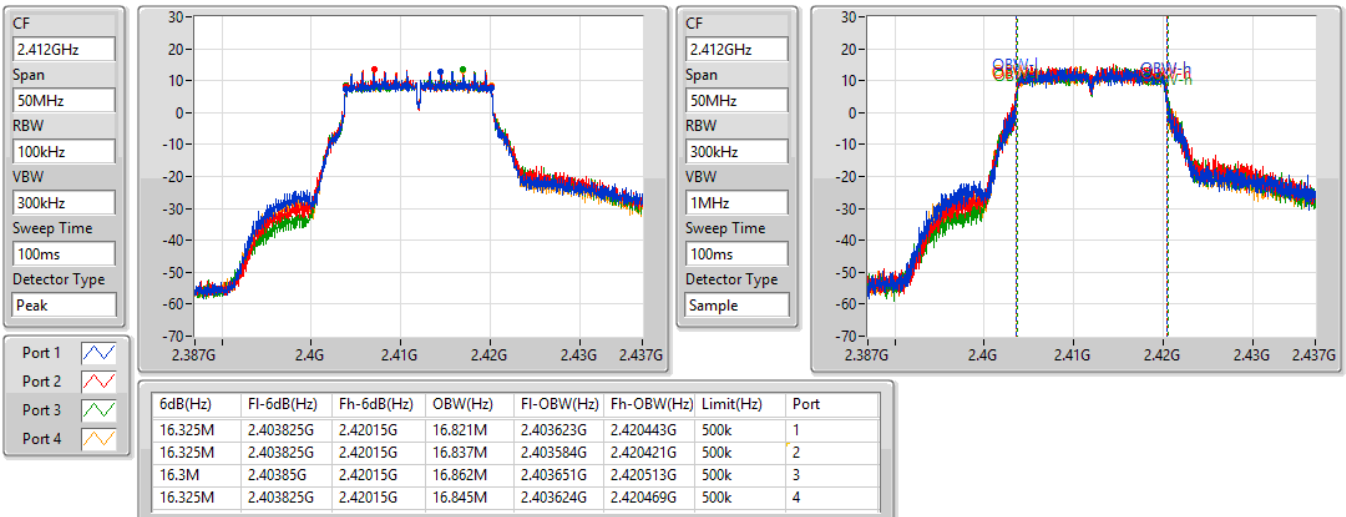 CF
2.412GHz
Span
50MHz
RBW
100kHz
VBW
300kHz
Sweep Time
100ms
Detector Type
Peak
30
20
10
0
-10
-20
-30
-40
-50
-60
-70
2.387G 2.4G 2.41G 2.42G 2.43G 2.437G
CF
2.412GHz
Span
50MHz
RBW
300kHz
VBW
1MHz
Sweep Time
100ms
Detector Type
Sample
30
20
10
0
-10
-20
-30
-40
-50
-60
-70
OBW-l OBW-h
2.387G 2.4G 2.41G 2.42G 2.43G 2.437G
Port 1
Port 2
Port 3
Port 4
6dB(Hz) Fl-6dB(Hz) Fh-6dB(Hz) OBW(Hz) Fl-OBW(Hz) Fh-OBW(Hz) Limit(Hz) Port
16.325M 2.403825G 2.42015G 16.821M 2.403623G 2.420443G 500k 1
16.325M 2.403825G 2.42015G 16.837M 2.403584G 2.420421G 500k 2
16.3M 2.40385G 2.42015G 16.862M 2.403651G 2.420513G 500k 3
16.325M 2.403825G 2.42015G 16.845M 2.403624G 2.420469G 500k 4